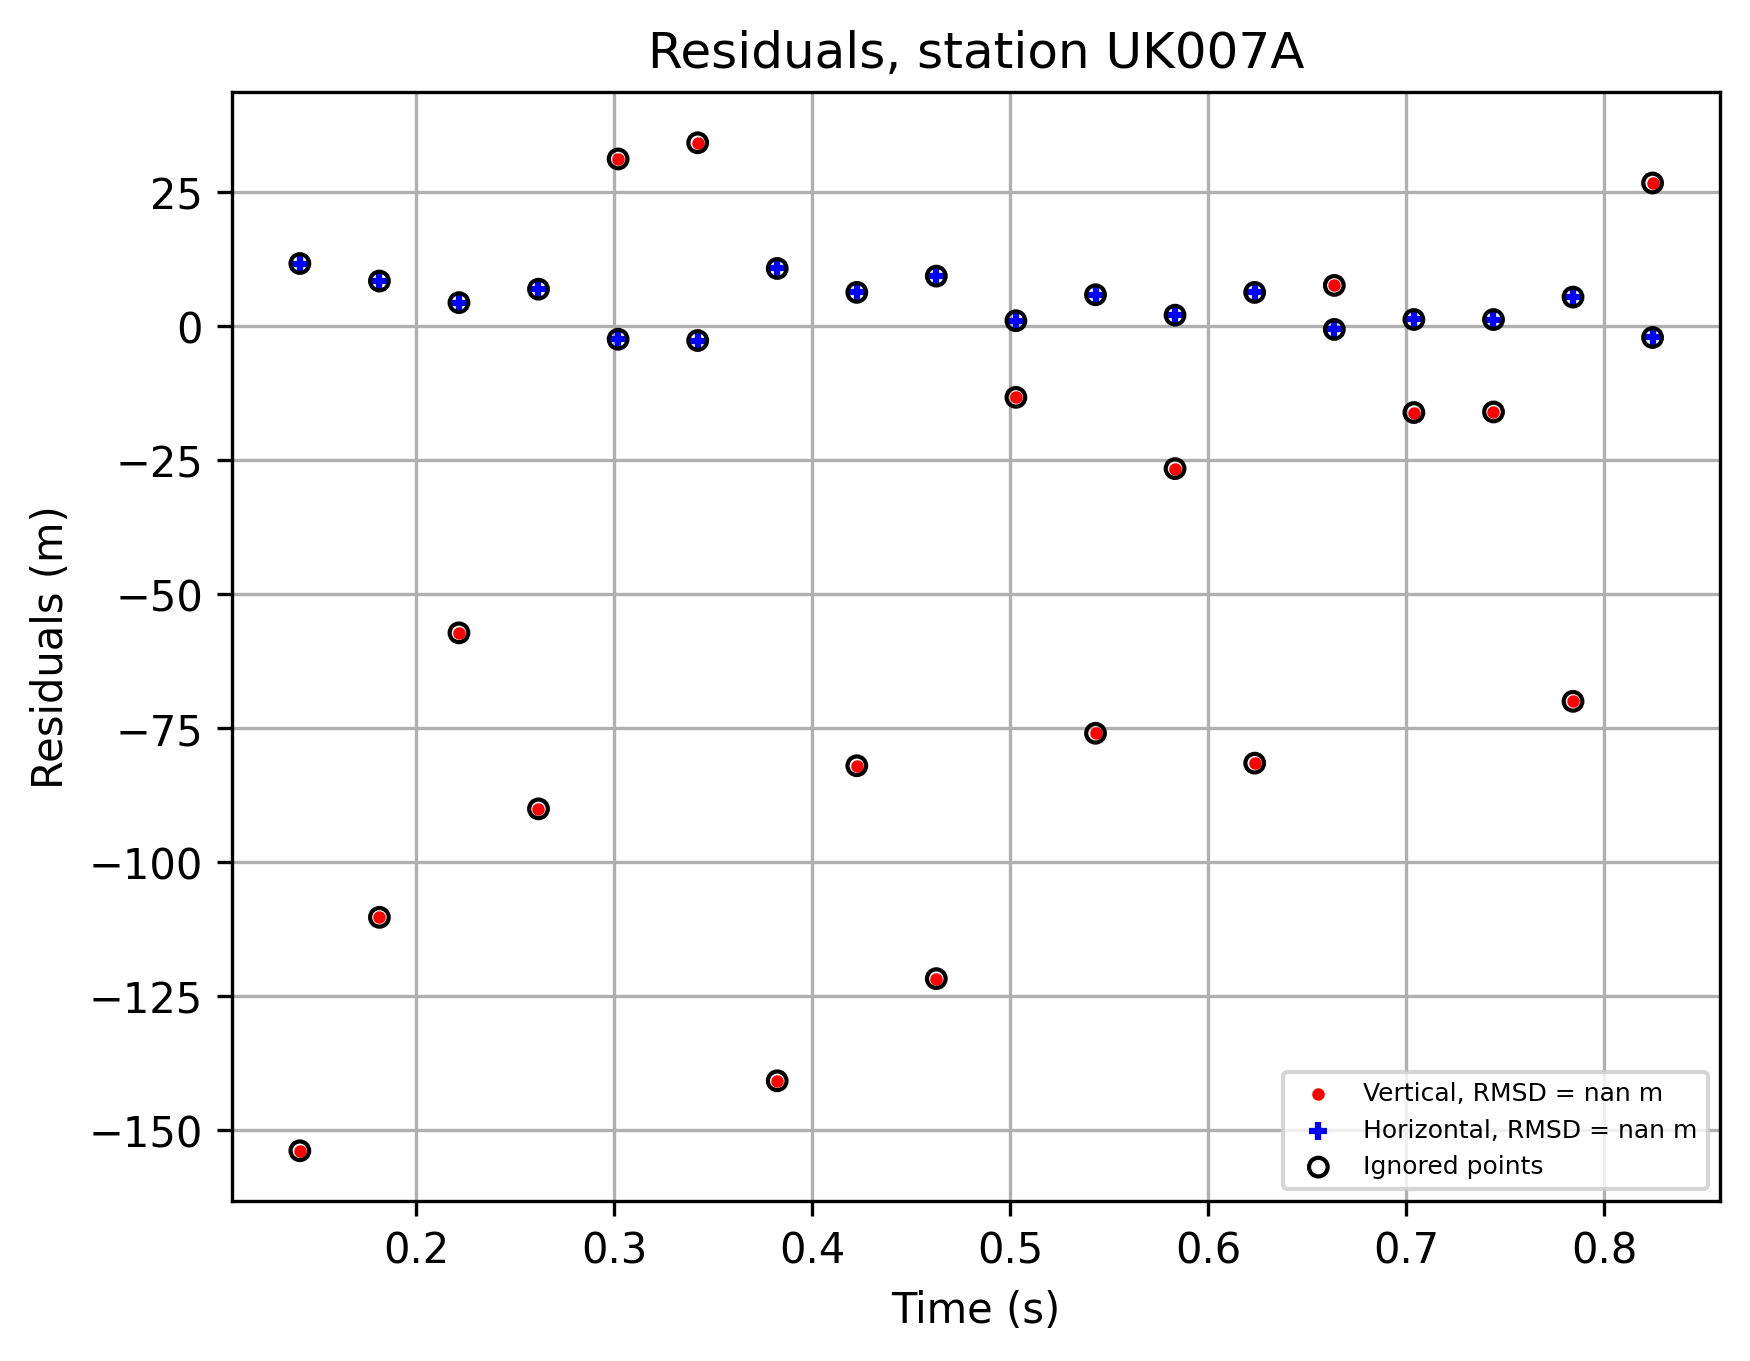 Residuals, station UK007A
25
0
−25
−50
−75
−100
−125
−150
Residuals (m)
0.2 0.3 0.4 0.5 0.6 0.7 0.8
Time (s)
Vertical, RMSD = nan m
Horizontal, RMSD = nan m
Ignored points